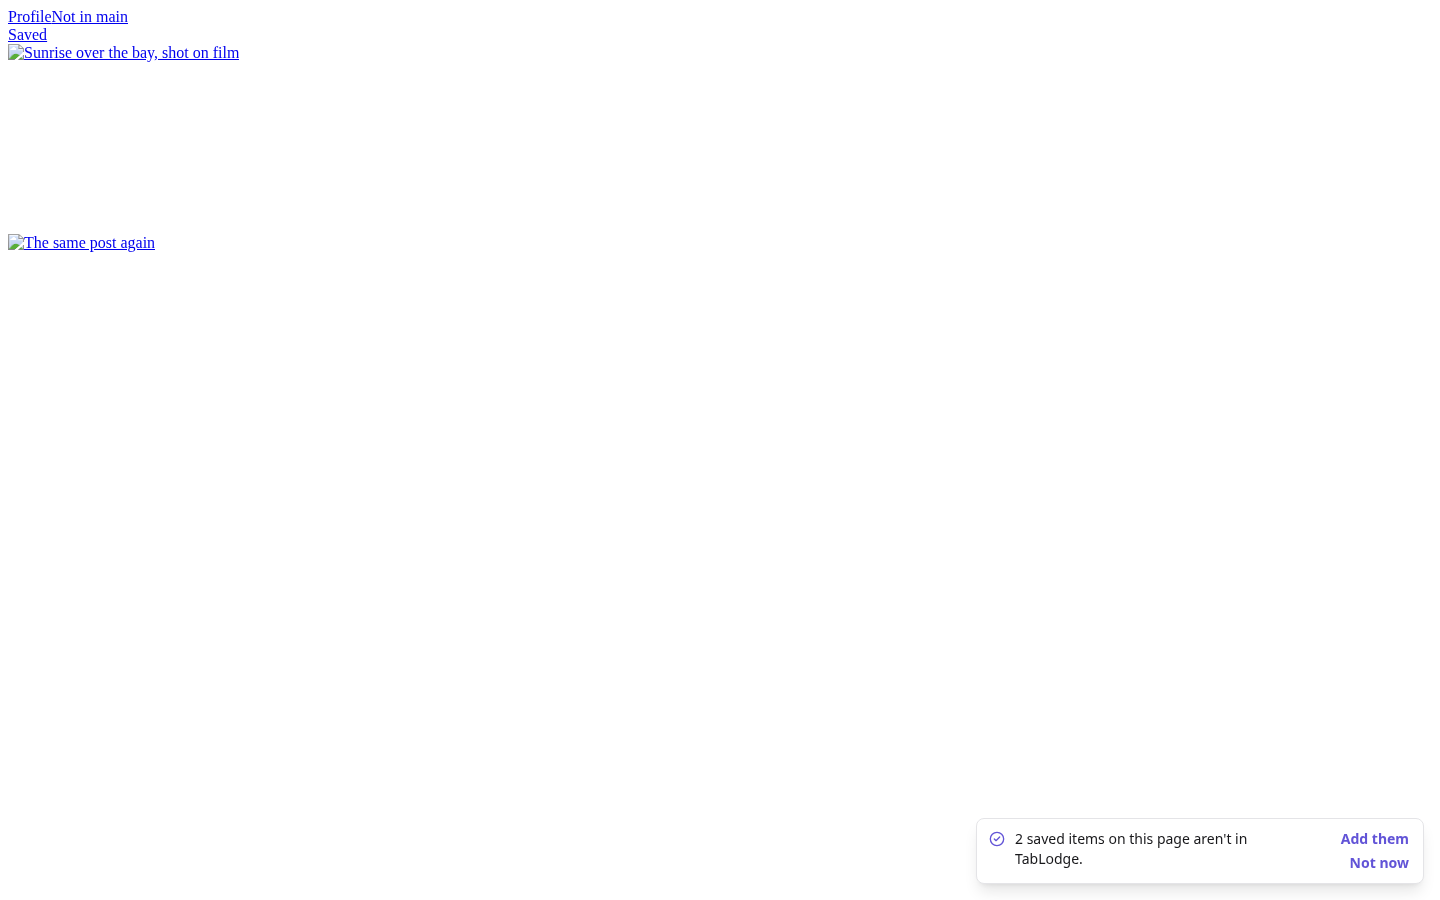 ProfileNot in main
Saved
Sunrise over the bay, shot on film
The same post again
2 saved items on this page aren't in
TabLodge.
Add them
Not now